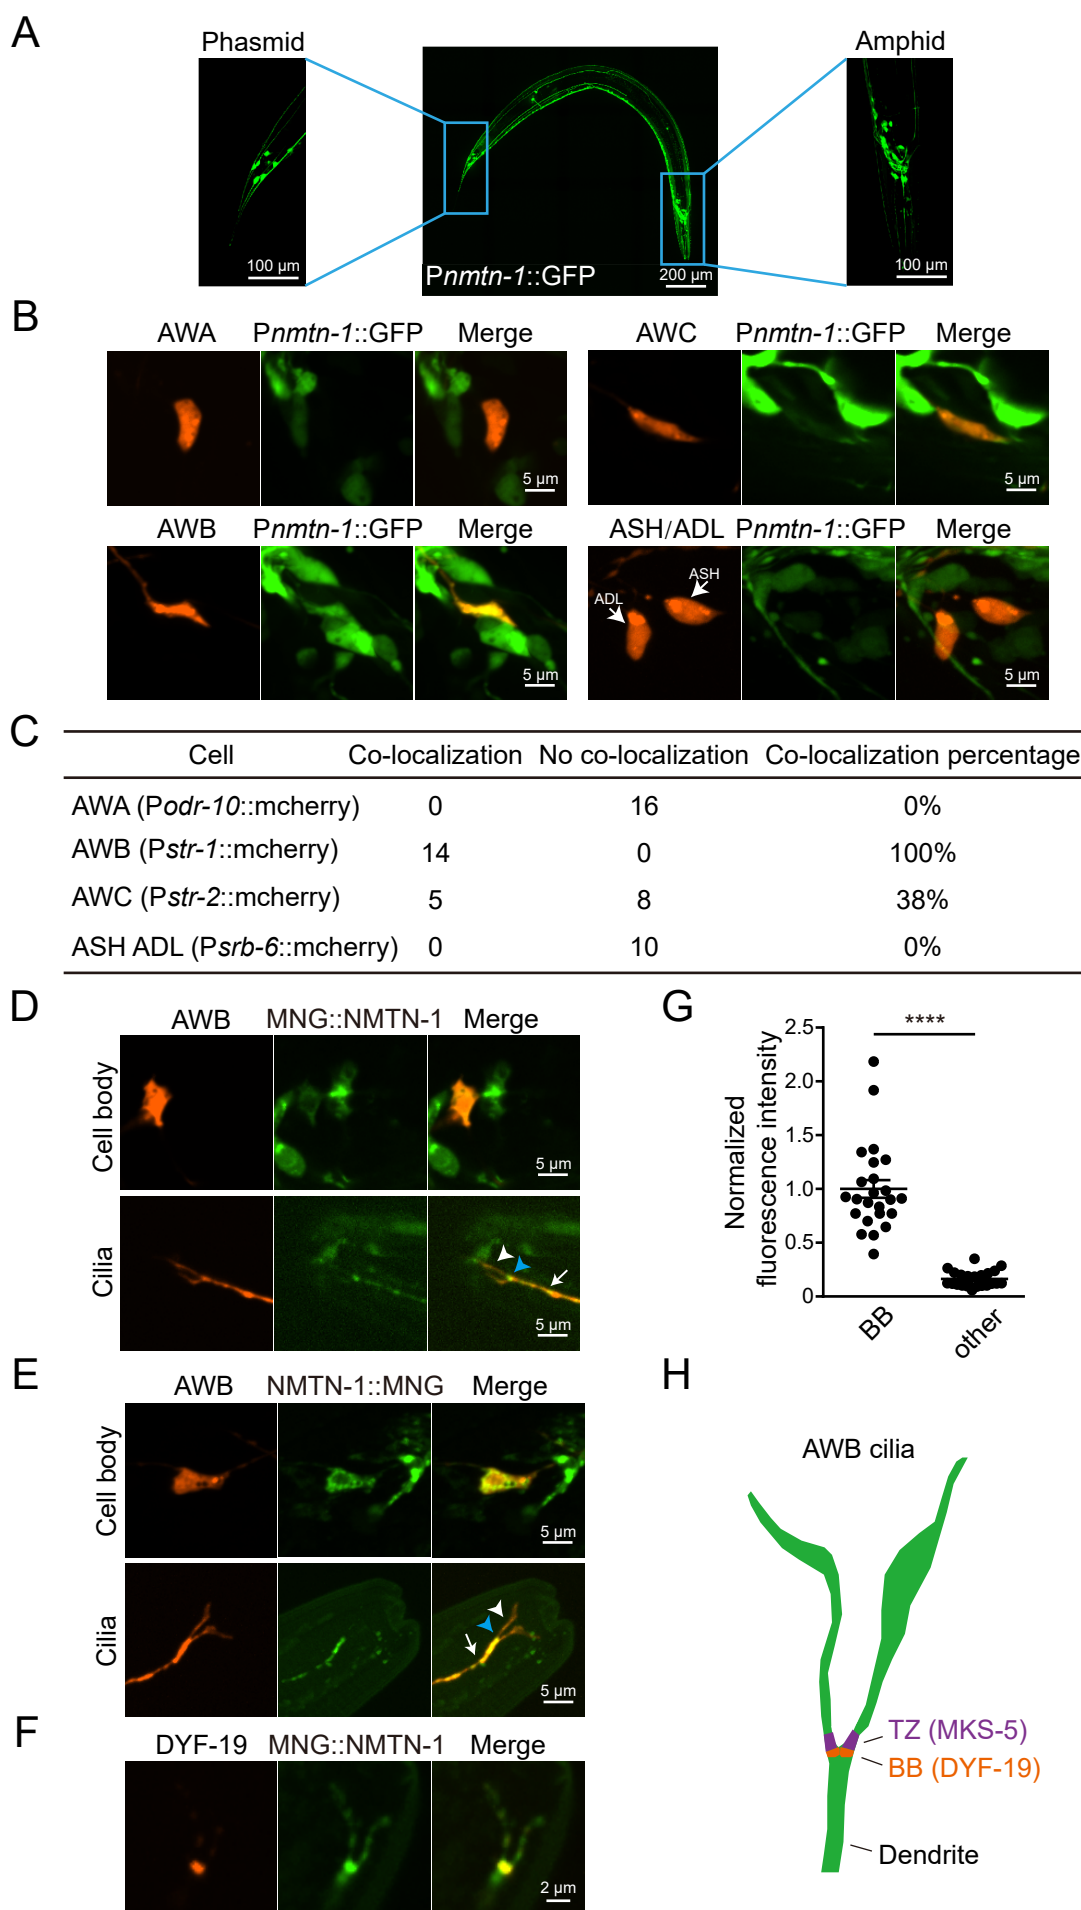 A
Phasmid
Amphid
100 μm
Pnmtn-1::GFP
200 μm
100 μm
B
AWA Pnmtn-1::GFP Merge
AWC Pnmtn-1::GFP Merge
5 μm
5 μm
AWB Pnmtn-1::GFP Merge
ASH/ADL Pnmtn-1::GFP Merge
ASH
ADL
5 μm
5 μm
C
Cell Co-localization No co-localization Co-localization percentage
AWA (Podr-10::mcherry) 0 16 0%
AWB (Pstr-1::mcherry) 14 0 100%
AWC (Pstr-2::mcherry) 5 8 38%
ASH ADL (Psrb-6::mcherry) 0 10 0%
D
AWB MNG::NMTN-1 Merge
Cell body
5 μm
Cilia
5 μm
G
Normalized
fluorescence intensity
2.5
2.0
1.5
1.0
0.5
0
****
BB
other
E
AWB NMTN-1::MNG Merge
Cell body
5 μm
Cilia
5 μm
F
DYF-19 MNG::NMTN-1 Merge
2 μm
H
AWB cilia
TZ (MKS-5)
BB (DYF-19)
Dendrite